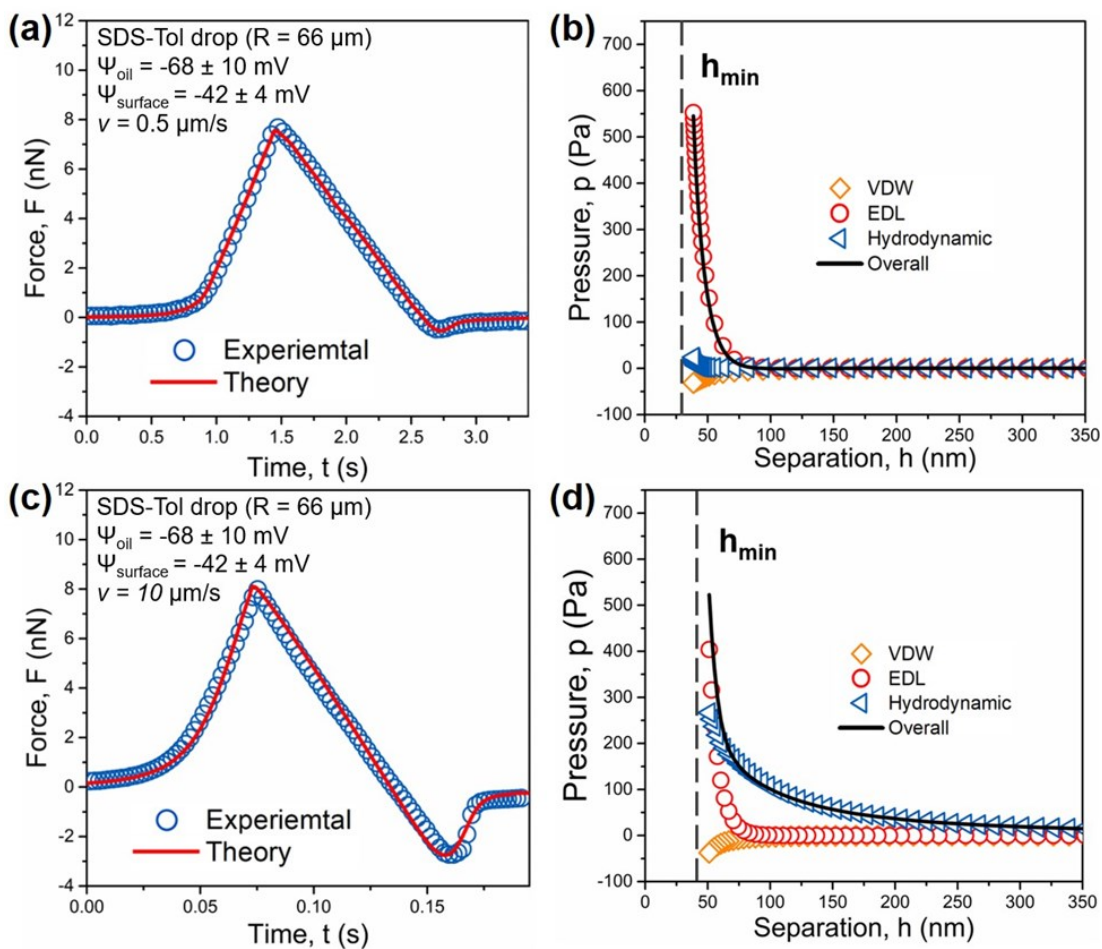 (a)
SDS-Tol drop (R = 66 μm)
Ψoil = -68 ± 10 mV
Ψsurface = -42 ± 4 mV
v = 0.5 μm/s
Experiemtal
Theory
12
10
8
6
4
2
0
-2
-4
Force, F (nN)
0.0 0.5 1.0 1.5 2.0 2.5 3.0
Time, t (s)
(b)
hmin
VDW
EDL
Hydrodynamic
Overall
700
600
500
400
300
200
100
0
-100
Pressure, p (Pa)
0 50 100 150 200 250 300 350
Separation, h (nm)
(c)
SDS-Tol drop (R = 66 μm)
Ψoil = -68 ± 10 mV
Ψsurface = -42 ± 4 mV
v = 10 μm/s
Experiemtal
Theory
12
10
8
6
4
2
0
-2
-4
Force, F (nN)
0.00 0.05 0.10 0.15
Time, t (s)
(d)
hmin
VDW
EDL
Hydrodynamic
Overall
700
600
500
400
300
200
100
0
-100
Pressure, p (Pa)
0 50 100 150 200 250 300 350
Separation, h (nm)